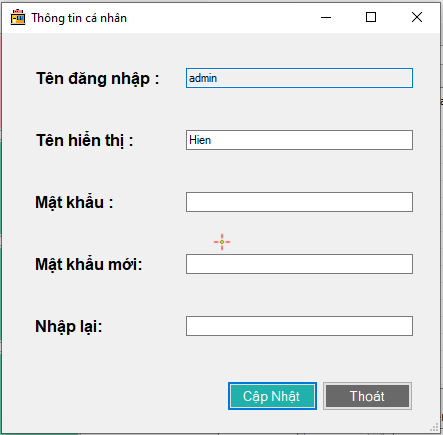 Thông tin cá nhân
Tên đăng nhập : admin
Tên hiển thị : Hien
Mật khẩu :
Mật khẩu mới:
Nhập lại:
Cập Nhật Thoát